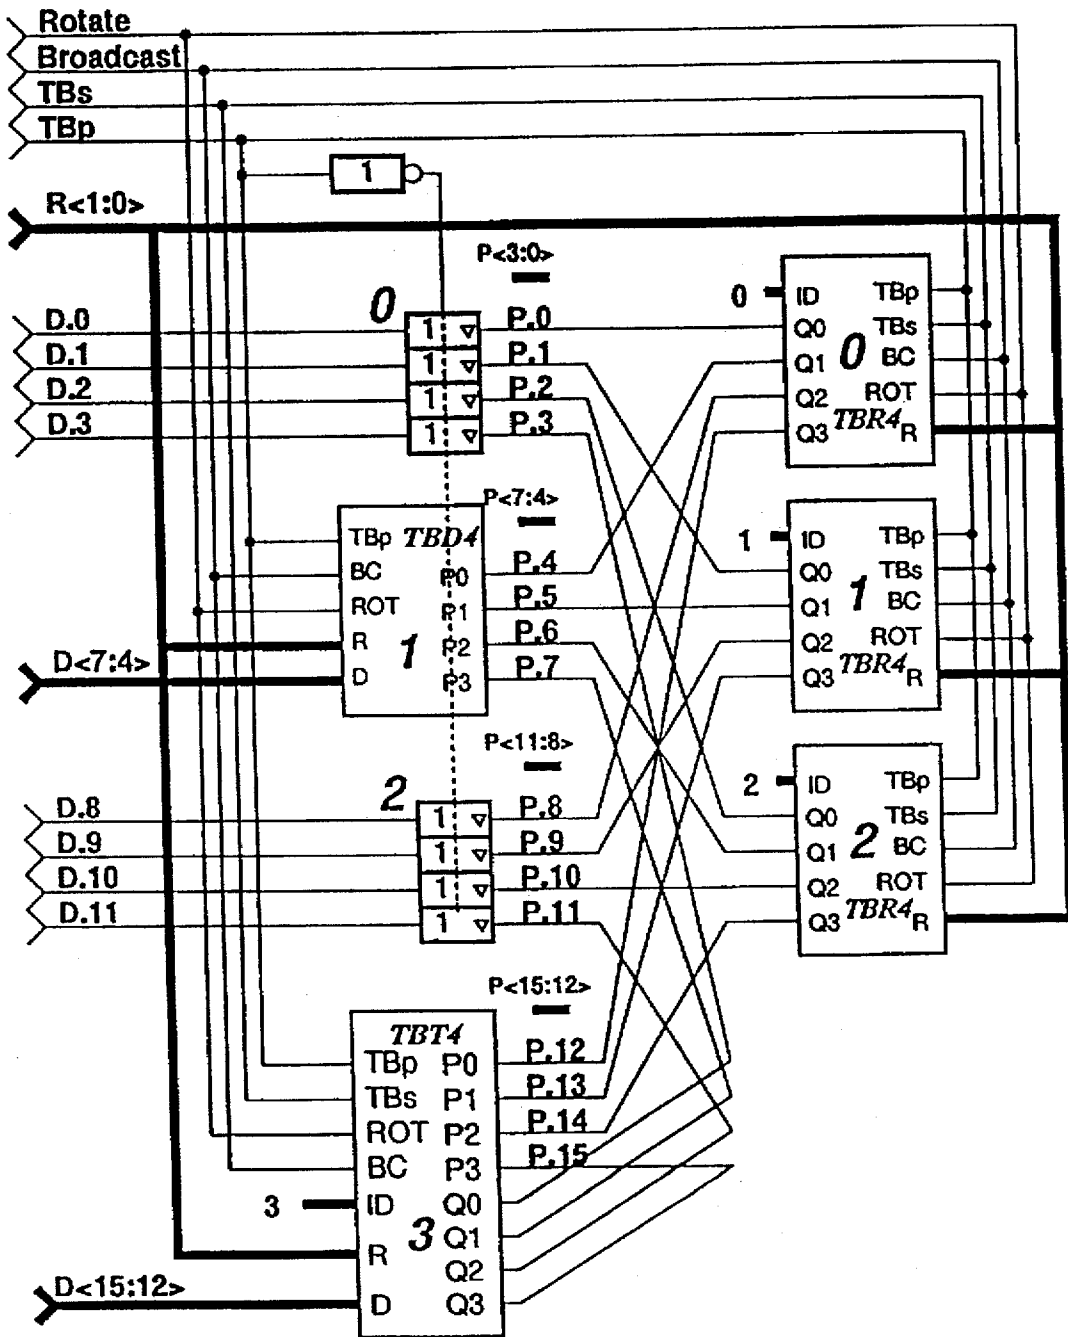 Rotate
Broadcast
TBs
TBp
1
R<1:0>
P<3:0>
0
D.0 1 P.0
D.1 1 P.1
D.2 1 P.2
D.3 1 P.3
0 ID TBp
Q0 TBs
Q1 0 BC
Q2 ROT
Q3 TBR4 R
P<7:4>
TBp TBD4
BC P0 P.4
ROT P1 P.5
R 1 P2 P.6
D<7:4> D P3 P.7
1 ID TBp
Q0 TBs
Q1 1 BC
Q2 ROT
Q3 TBR4 R
P<11:8>
2
D.8 1 P.8
D.9 1 P.9
D.10 1 P.10
D.11 1 P.11
2 ID TBp
Q0 TBs
Q1 2 BC
Q2 ROT
Q3 TBR4 R
P<15:12>
TBT4
TBp P0 P.12
TBs P1 P.13
ROT P2 P.14
BC P3 P.15
3 ID Q0
R 3 Q1
Q2
D<15:12> D Q3